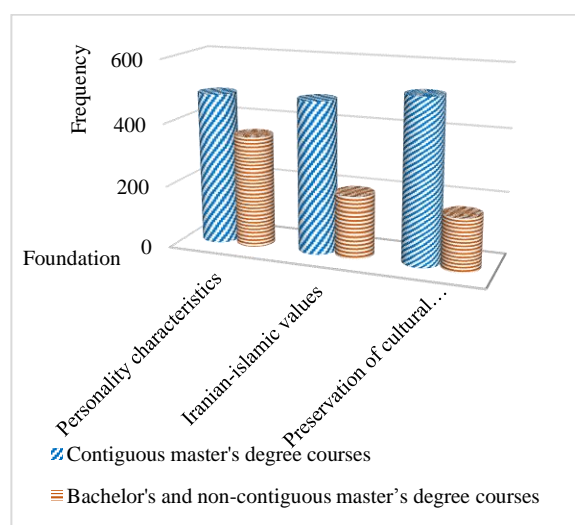 Frequency
600
400
200
0
Foundation
Personality characteristics
Iranian-islamic values
Preservation of cultural…
Contiguous master's degree courses
Bachelor's and non-contiguous master’s degree courses